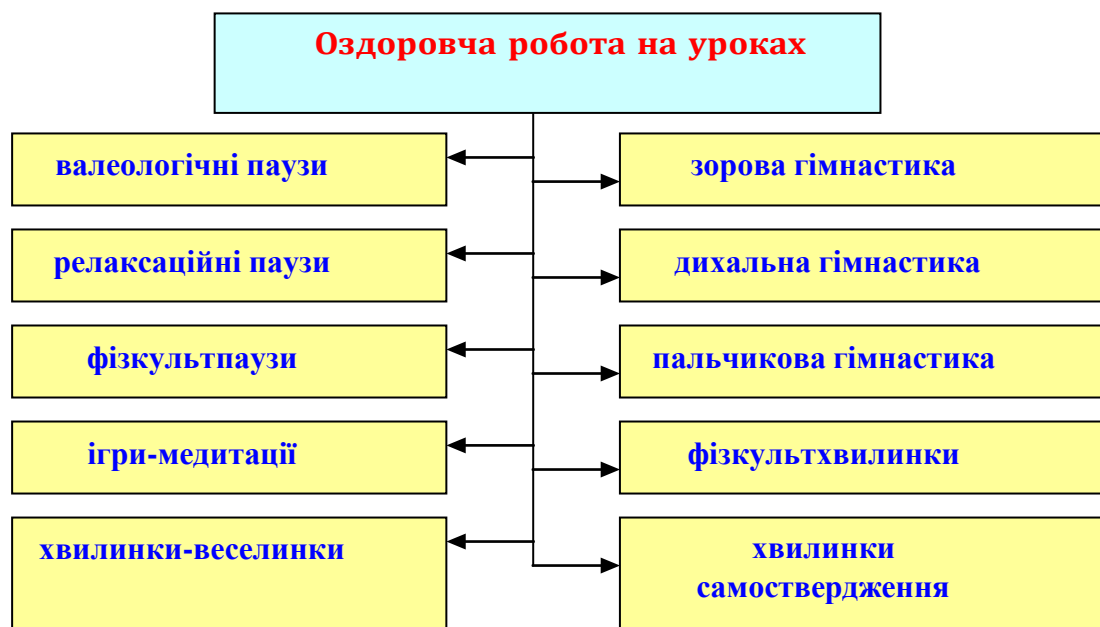 Оздоровча робота на уроках
валеологічні паузи
зорова гімнастика
релаксаційні паузи
дихальна гімнастика
фізкультпаузи
пальчикова гімнастика
ігри-медитації
фізкультхвилинки
хвилинки-веселинки
хвилинки
самоствердження